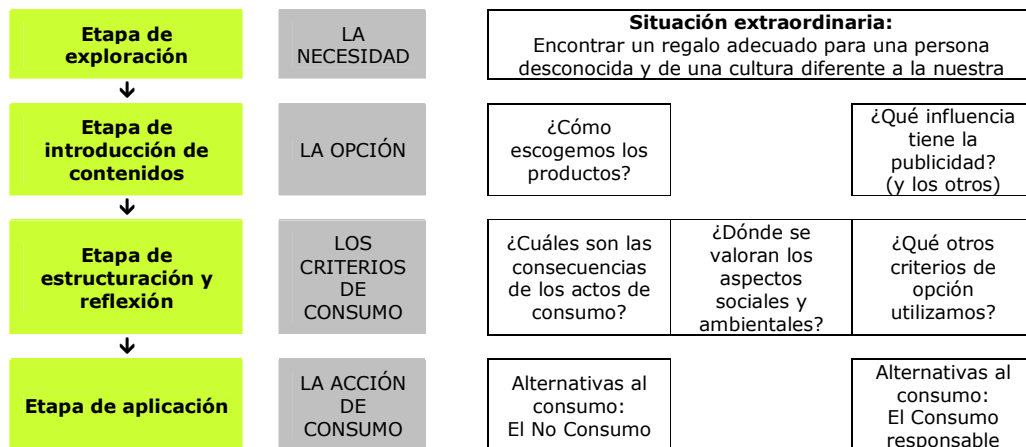 Etapa de
exploración
LA
NECESIDAD
Situación extraordinaria:
Encontrar un regalo adecuado para una persona
desconocida y de una cultura diferente a la nuestra
Etapa de
introducción de
contenidos
LA OPCIÓN
¿Cómo
escogemos los
productos?
¿Qué influencia
tiene la
publicidad?
(y los otros)
Etapa de
estructuración y
reflexión
LOS
CRITERIOS
DE
CONSUMO
¿Cuáles son las
consecuencias
de los actos de
consumo?
¿Dónde se
valoran los
aspectos
sociales y
ambientales?
¿Qué otros
criterios de
opción
utilizamos?
Etapa de aplicación
LA ACCIÓN
DE
CONSUMO
Alternativas al
consumo:
El No Consumo
Alternativas al
consumo:
El Consumo
responsable